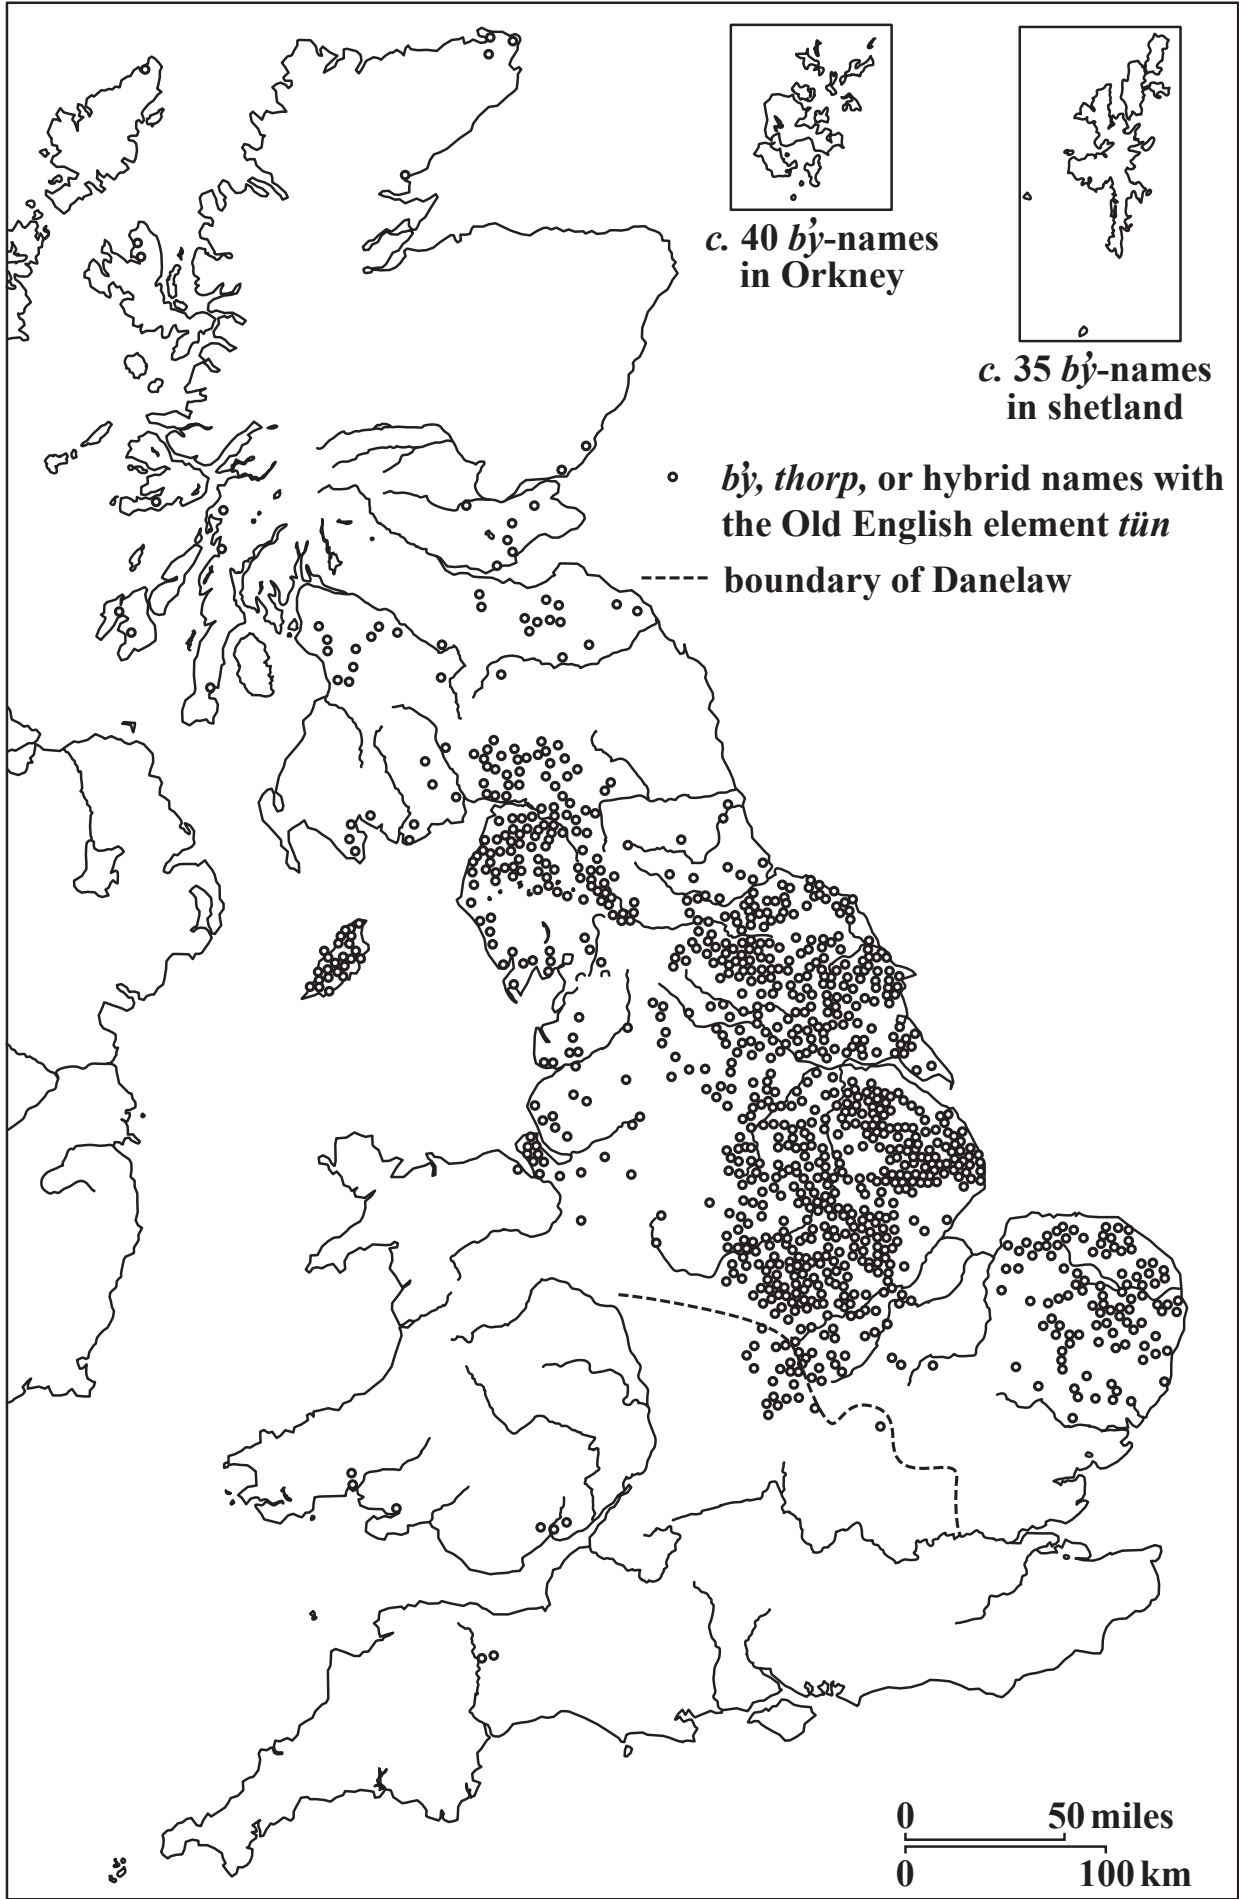 c. 40 bý-names
in Orkney
c. 35 bý-names
in shetland
bý, thorp, or hybrid names with
the Old English element tün
boundary of Danelaw
0 50 miles
0 100 km